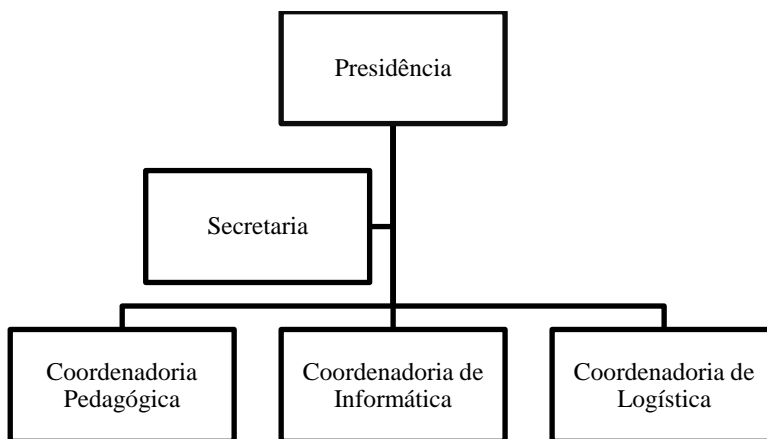 Presidência
Secretaria
Coordenadoria
Pedagógica
Coordenadoria de
Informática
Coordenadoria de
Logística